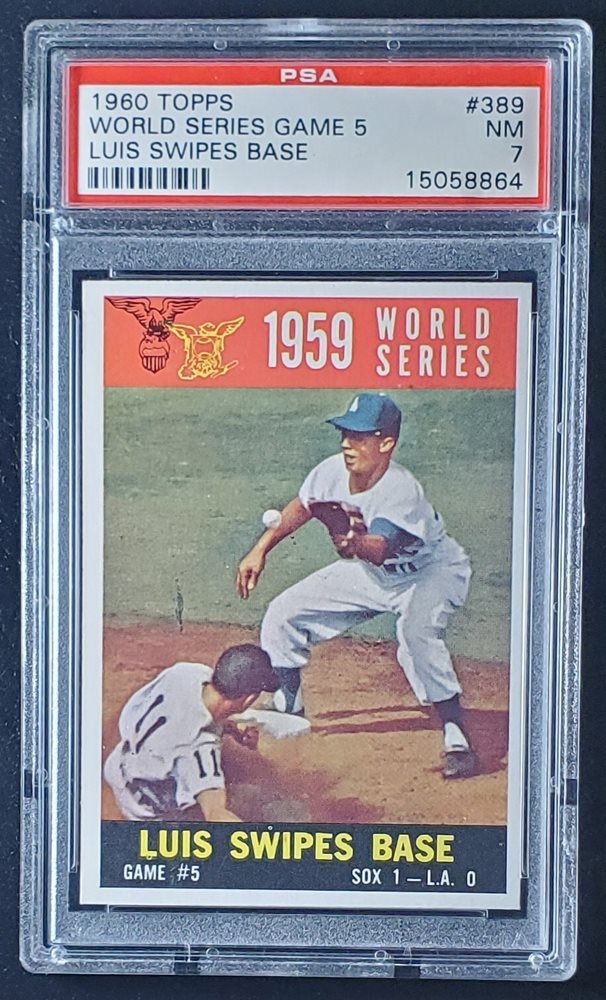 PSA
1960 TOPPS #389
WORLD SERIES GAME 5 NM
LUIS SWIPES BASE 7
15058864
1959 WORLD
SERIES
A
11
11
LUIS SWIPES BASE
GAME #5 SOX 1 – L.A. 0